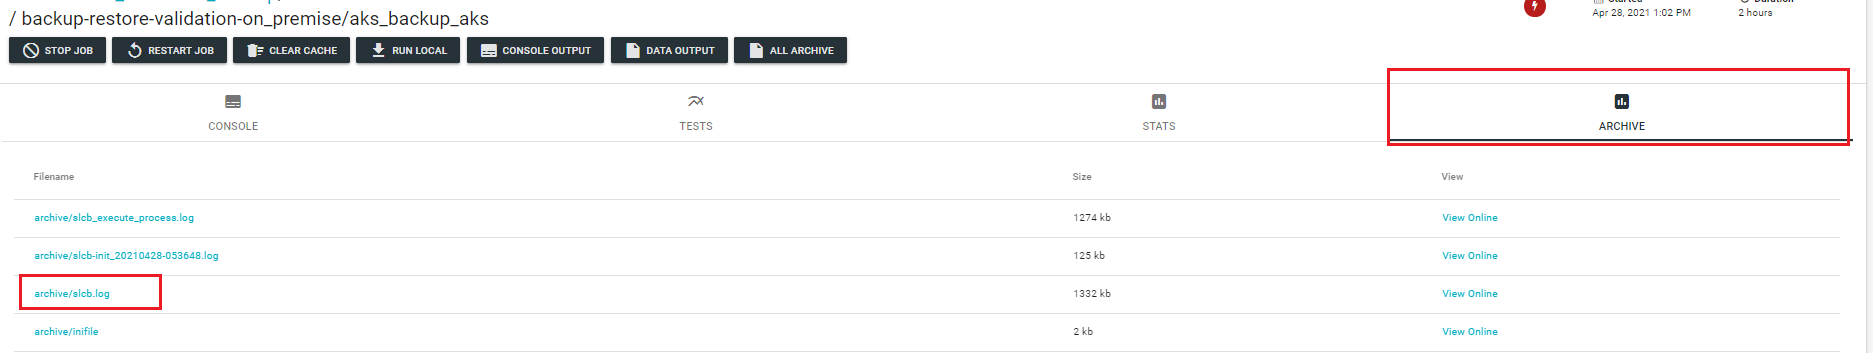 Started
Duration
/ backup-restore-validation-on_premise/aks_backup_aks
Apr 28, 2021 1:02 PM
2 hours
STOP JOB
RESTART JOB
CLEAR CACHE
RUN LOCAL
CONSOLE OUTPUT
DATA OUTPUT
ALL ARCHIVE
CONSOLE
TESTS
STATS
ARCHIVE
Filename Size View
archive/slcb_execute_process.log 1274 kb View Online
archive/slcb-init_20210428-053648.log 125 kb View Online
archive/slcb.log 1332 kb View Online
archive/inifile 2 kb View Online